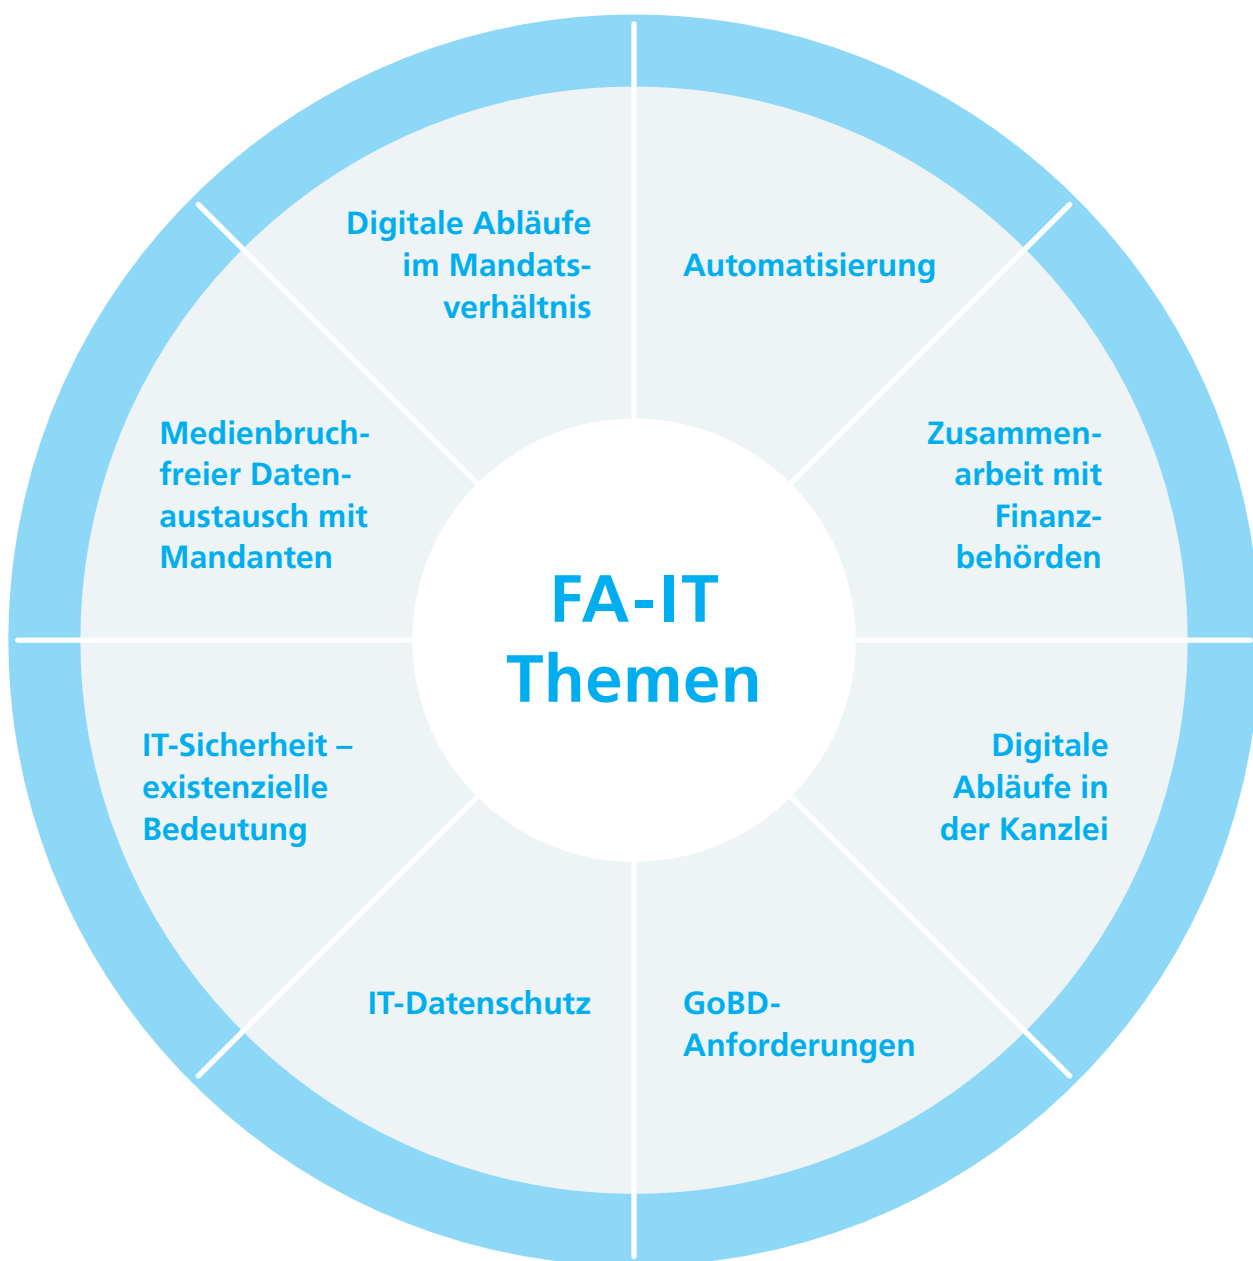 FA-IT
Themen
Automatisierung
Zusammen-
arbeit mit
Finanz-
behörden
Digitale
Abläufe in
der Kanzlei
GoBD-
Anforderungen
IT-Datenschutz
IT-Sicherheit –
existenzielle
Bedeutung
Medienbruch-
freier Daten-
austausch mit
Mandanten
Digitale Abläufe
im Mandats-
verhältnis